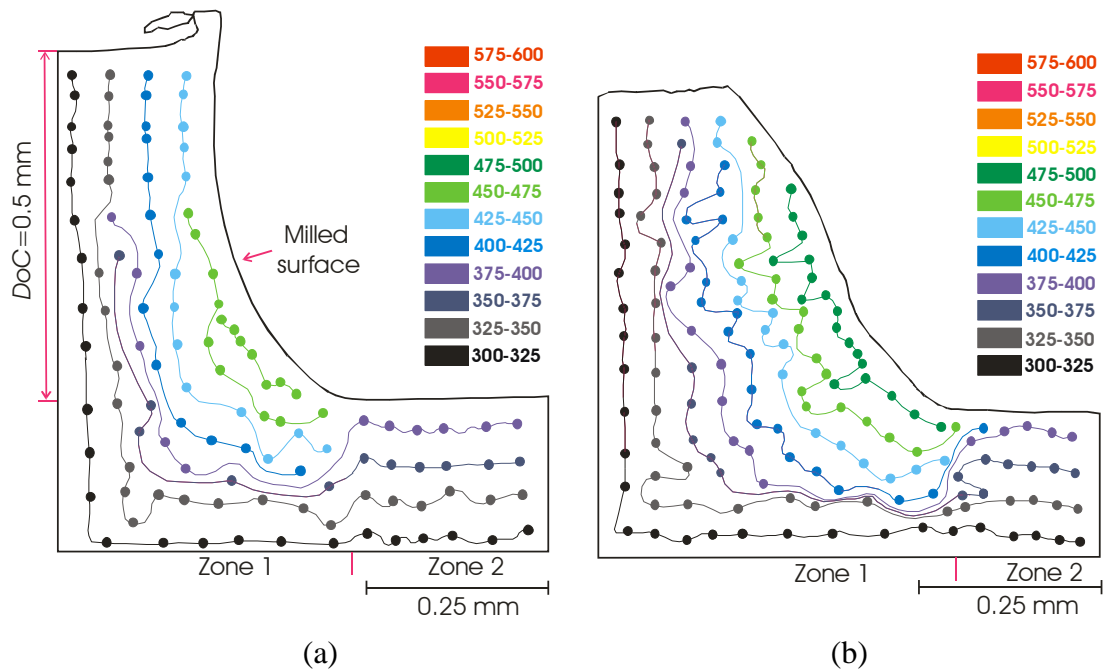 DoC=0.5 mm
575-600
550-575
525-550
500-525
475-500
450-475
425-450
400-425
375-400
350-375
325-350
300-325
Milled
surface
Zone 1
Zone 2
0.25 mm
(a)
575-600
550-575
525-550
500-525
475-500
450-475
425-450
400-425
375-400
350-375
325-350
300-325
Zone 1
Zone 2
0.25 mm
(b)